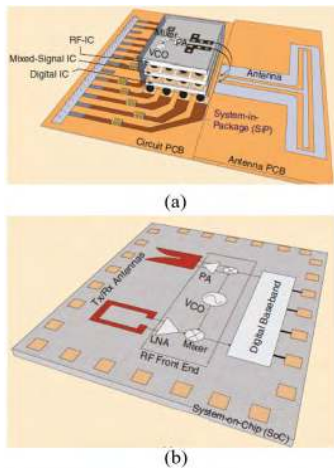 RF-IC
Mixer
PA
VCO
Mixed-Signal IC
Digital IC
Antenna
System-in-
Package (SiP)
Circuit PCB
Antenna PCB
(a)
Tx/Rx Antennas
PA
VCO
LNA
Mixer
RF Front End
Digital Baseband
System-on-Chip (SoC)
(b)